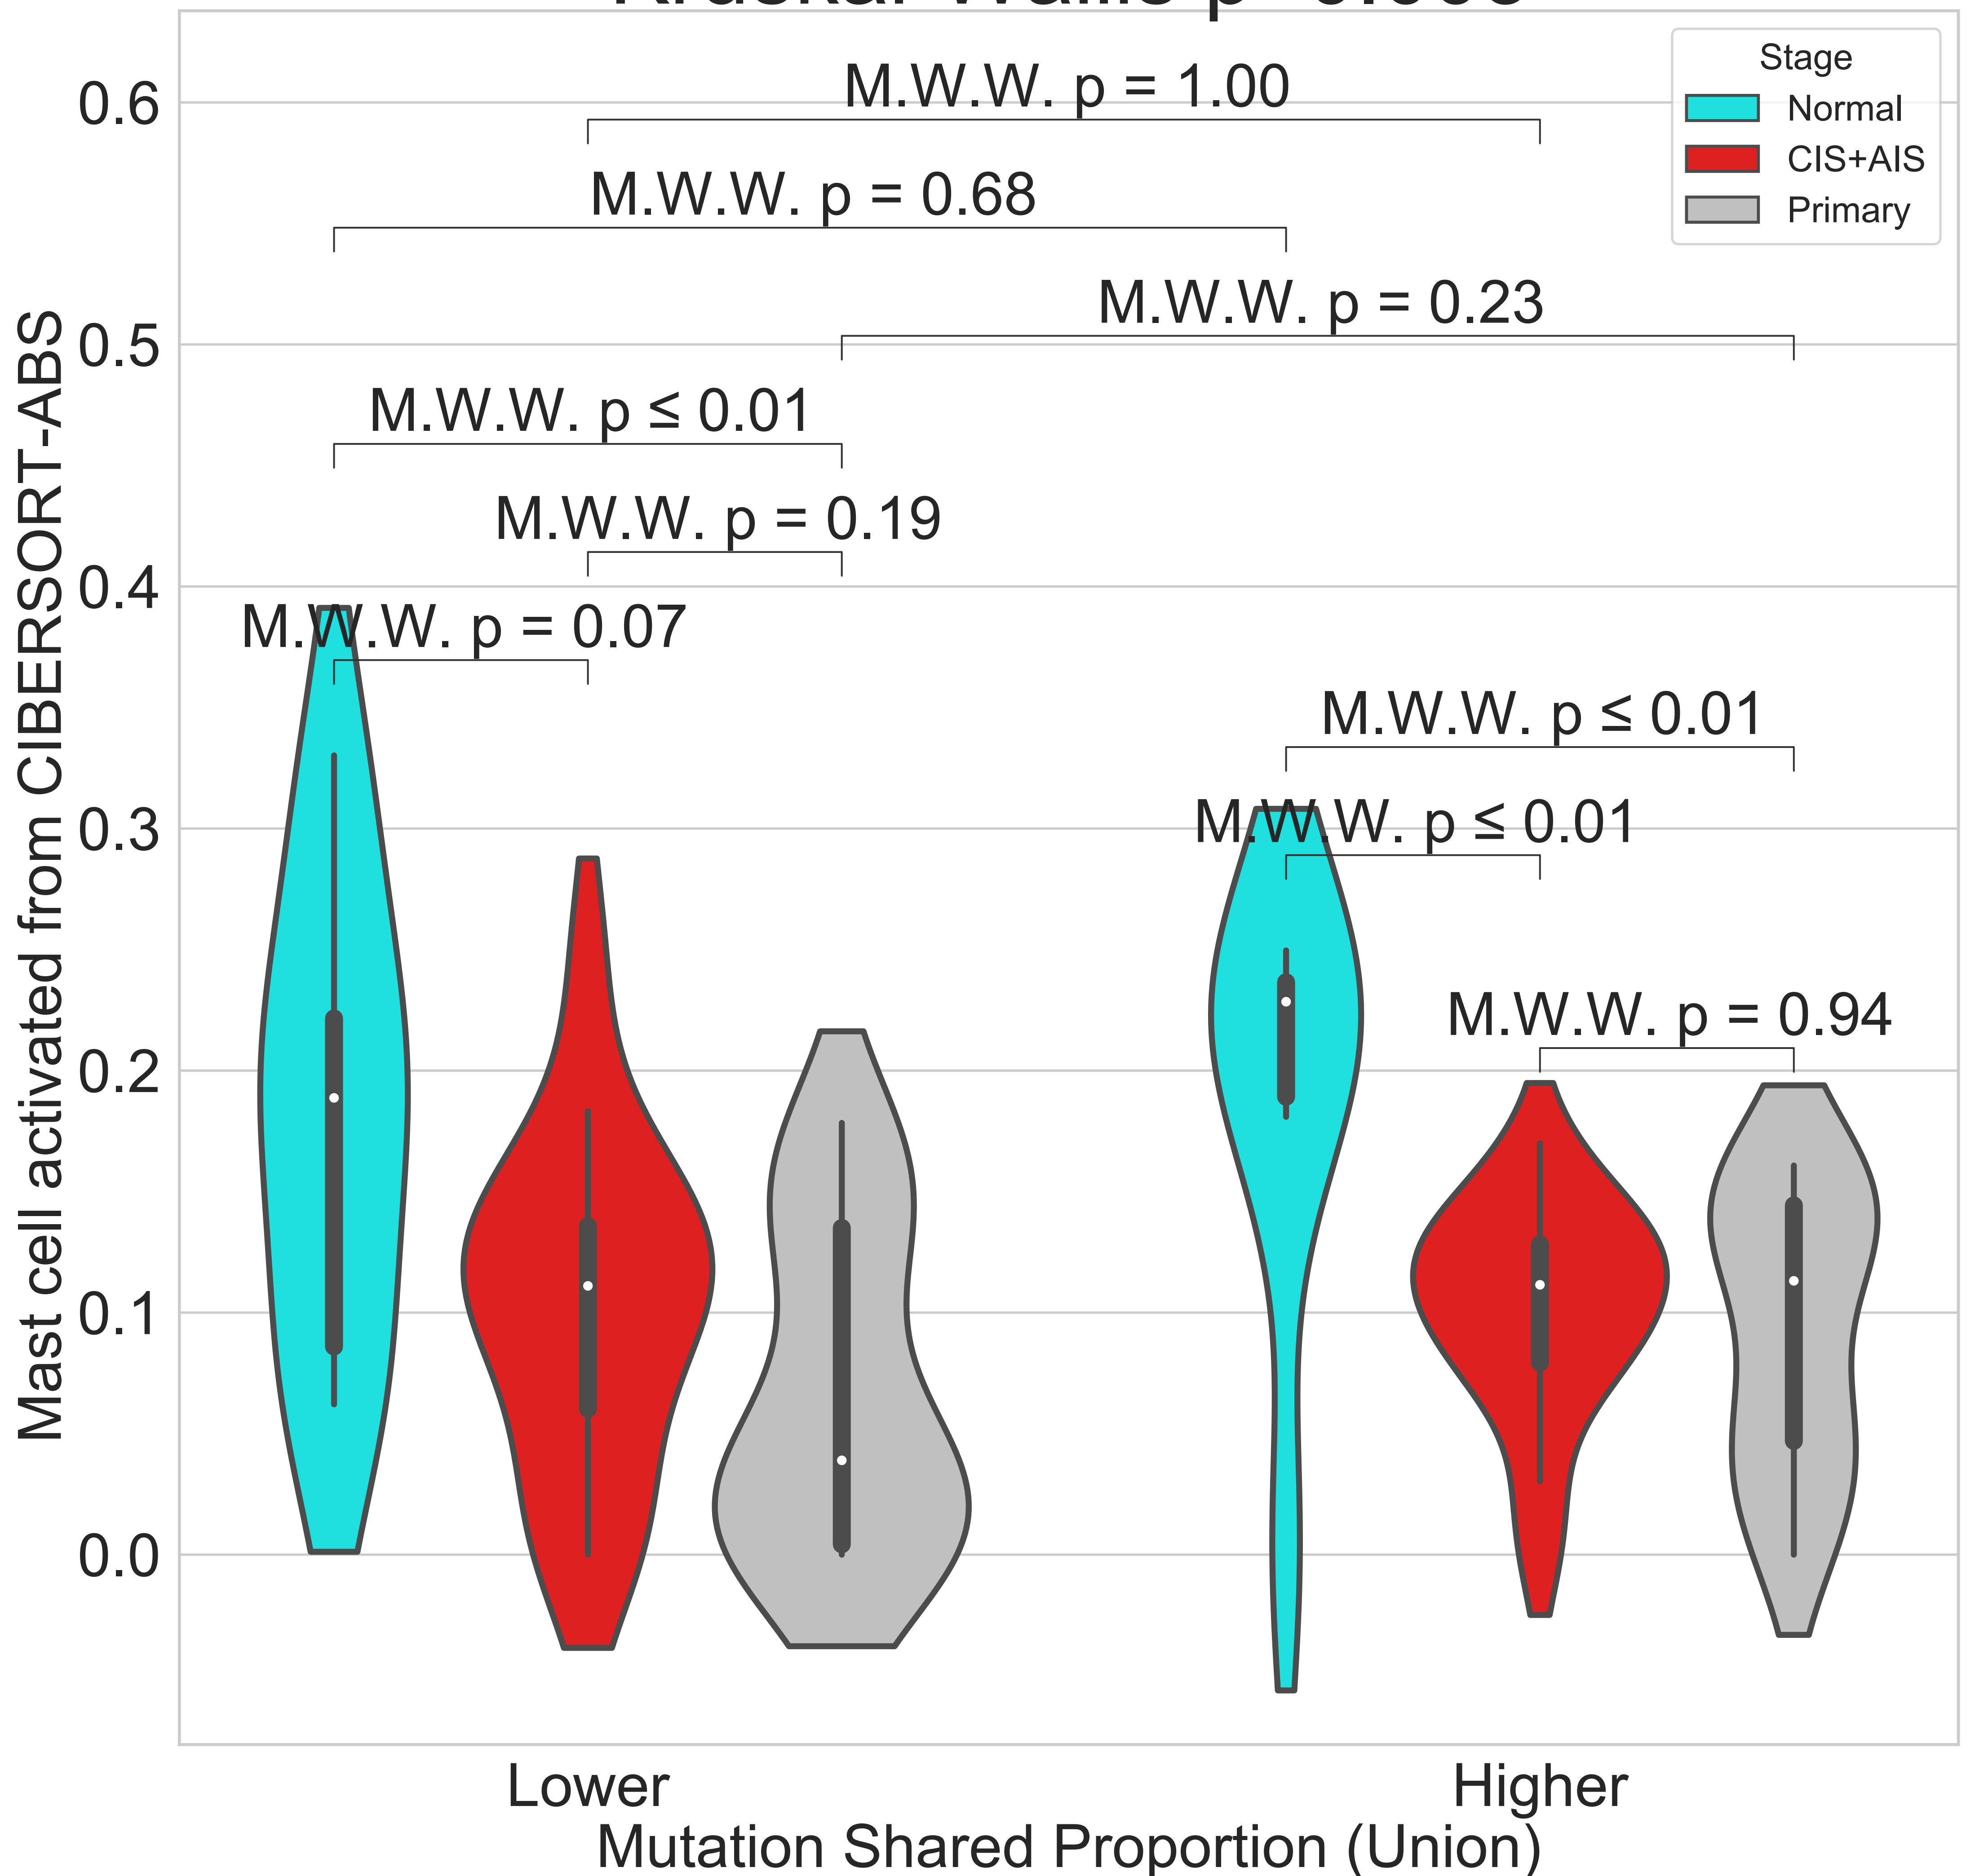 Stage
Normal
CIS+AIS
Primary
M.W.W. p = 1.00
M.W.W. p = 0.68
M.W.W. p = 0.23
M.W.W. p ≤ 0.01
M.W.W. p = 0.19
M.W.W. p = 0.07
M.W.W. p ≤ 0.01
M.W.W. p ≤ 0.01
M.W.W. p = 0.94
0.6
0.5
0.4
0.3
0.2
0.1
0.0
Mast cell activated from CIBERSORT-ABS
Lower
Higher
Mutation Shared Proportion (Union)